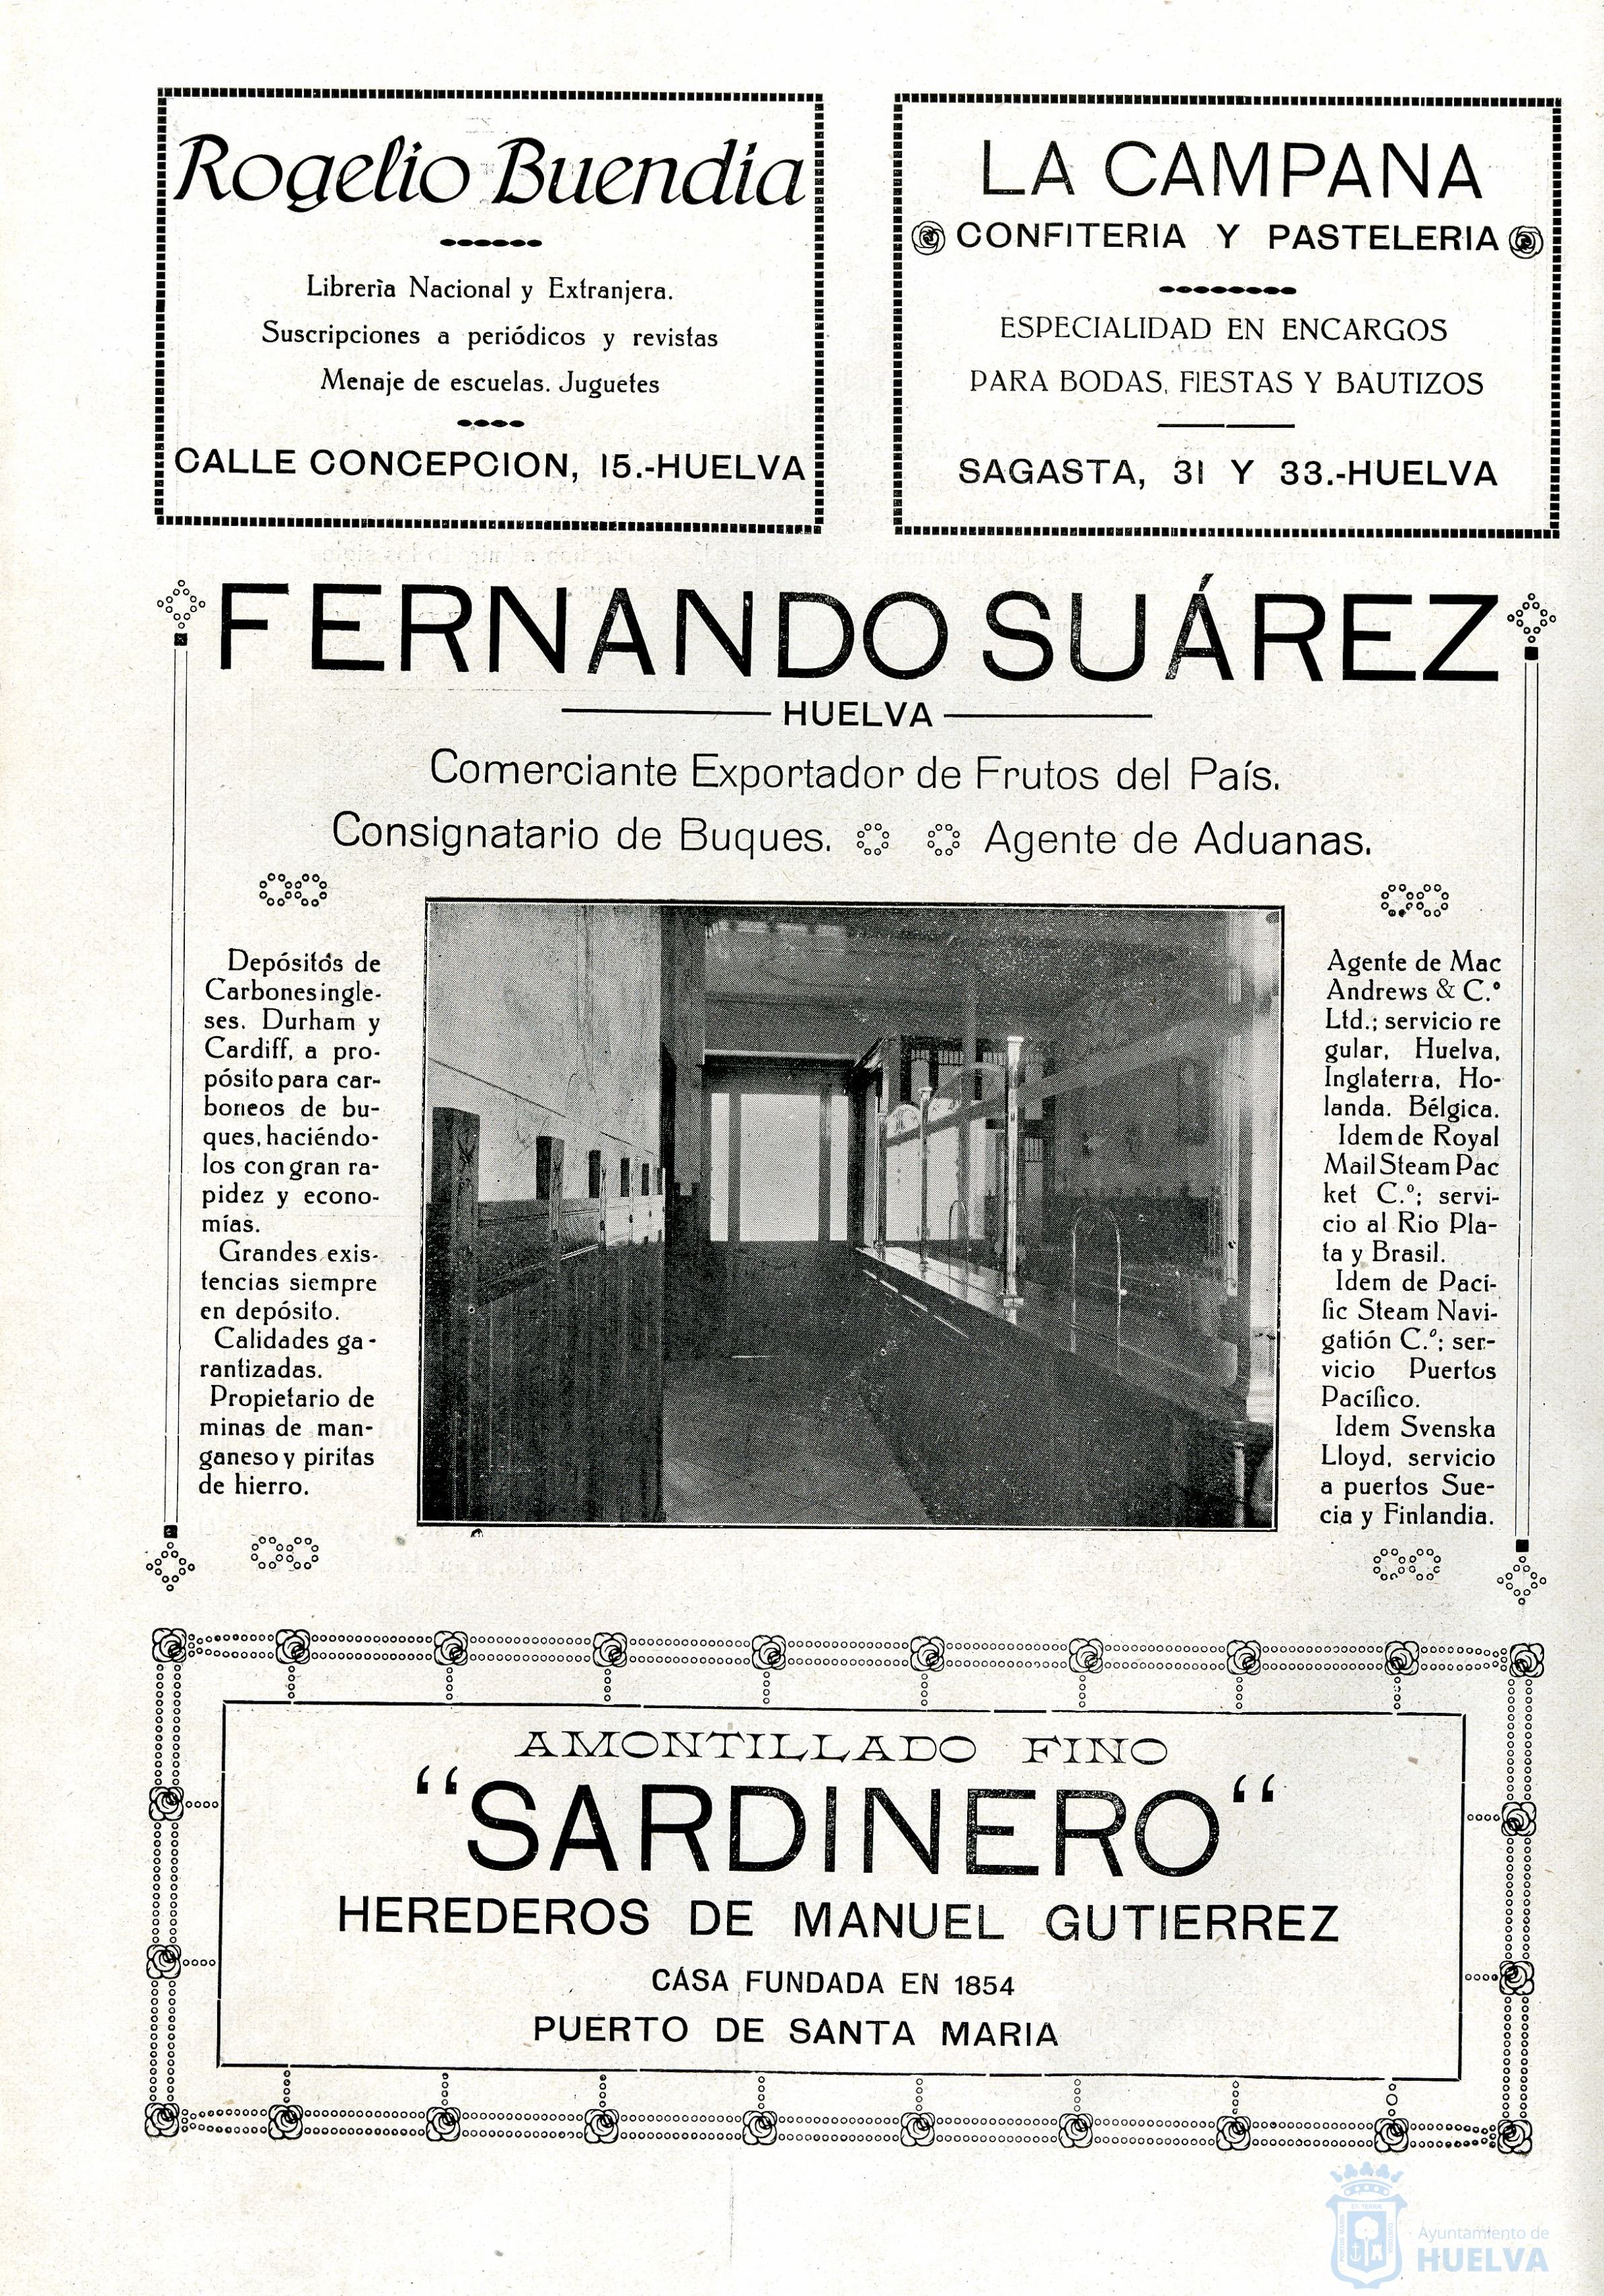 Rogelio Buendia
Librería Nacional y Extranjera.
Suscripciones a periódicos y revistas
Menaje de escuelas. Juguetes
CALLE CONCEPCION, 15.-HUELVA
LA CAMPANA
CONFITERIA Y PASTELERIA
ESPECIALIDAD EN ENCARGOS
PARA BODAS, FIESTAS Y BAUTIZOS
SAGASTA, 31 Y 33.-HUELVA
FERNANDO SUÁREZ
HUELVA
Comerciante Exportador de Frutos del País.
Consignatario de Buques. Agente de Aduanas.
Depósitos de
Carbones ingle-
ses. Durham y
Cardiff, a pro-
pósito para car-
boneos de bu-
ques, haciéndo-
los con gran ra-
pidez y econo-
mías.
Grandes exis-
tencias siempre
en depósito.
Calidades ga-
rantizadas.
Propietario de
minas de man-
ganeso y piritas
de hierro.
Agente de Mac
Andrews & C.º
Ltd.; servicio re
gular, Huelva,
Inglaterra, Ho-
landa. Bélgica.
Idem de Royal
Mail Steam Pac
ket C.º; servi-
cio al Rio Pla-
ta y Brasil.
Idem de Pací-
fic Steam Navi-
gatión C.º; ser-
vicio Puertos
Pacífico.
Idem Svenska
Lloyd, servicio
a puertos Sue-
cia y Finlandia.
AMONTILLADO FINO
“SARDINERO“
HEREDEROS DE MANUEL GUTIERREZ
CASA FUNDADA EN 1854
PUERTO DE SANTA MARIA
Ayuntamiento de
HUELVA